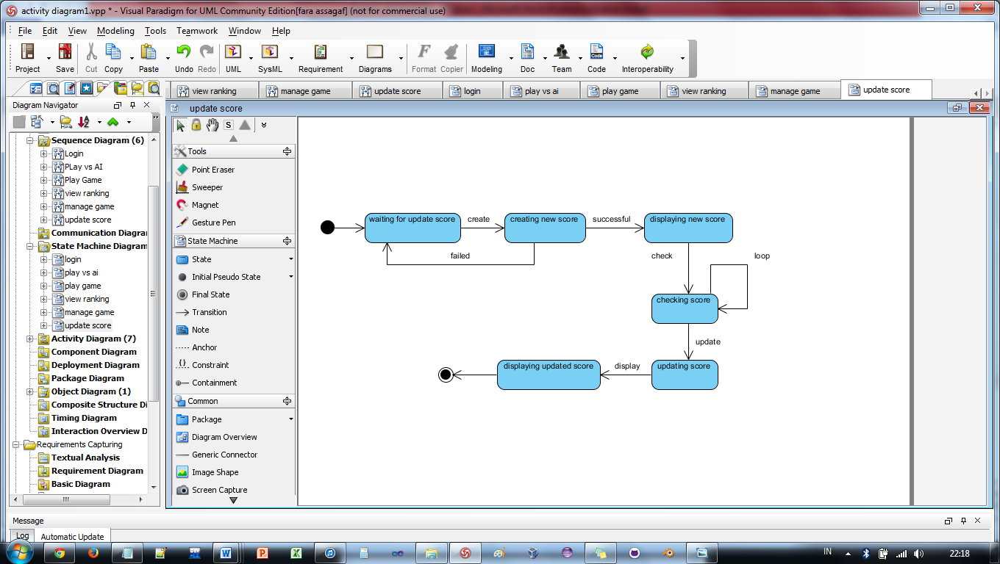 activity diagram1.vpp * - Visual Paradigm for UML Community Edition[fara assagaf] (not for commercial use)
File Edit View Modeling Tools Teamwork Window Help
Project Save Cut Copy Paste Undo Redo UML SysML Requirement Diagrams Format Copier Modeling Doc Team Code Interoperability
view ranking manage game update score login play vs ai play game view ranking manage game update score
Diagram Navigator
update score
S
Sequence Diagram (6)
Login
PLay vs AI
Play Game
view ranking
manage game
update score
Communication Diagram
State Machine Diagram
login
play vs ai
play game
view ranking
manage game
update score
Activity Diagram (7)
Component Diagram
Deployment Diagram
Package Diagram
Object Diagram (1)
Composite Structure Di
Timing Diagram
Interaction Overview D
Requirements Capturing
Textual Analysis
Requirement Diagram
Basic Diagram
Tools
Point Eraser
Sweeper
Magnet
Gesture Pen
State Machine
State
Initial Pseudo State
Final State
Transition
Note
Anchor
Constraint
Containment
Common
Package
Diagram Overview
Generic Connector
Image Shape
Screen Capture
waiting for update score
create
creating new score
successful
displaying new score
failed
check
loop
checking score
update
updating score
display
displaying updated score
Message
Log Automatic Update
IN
22:18